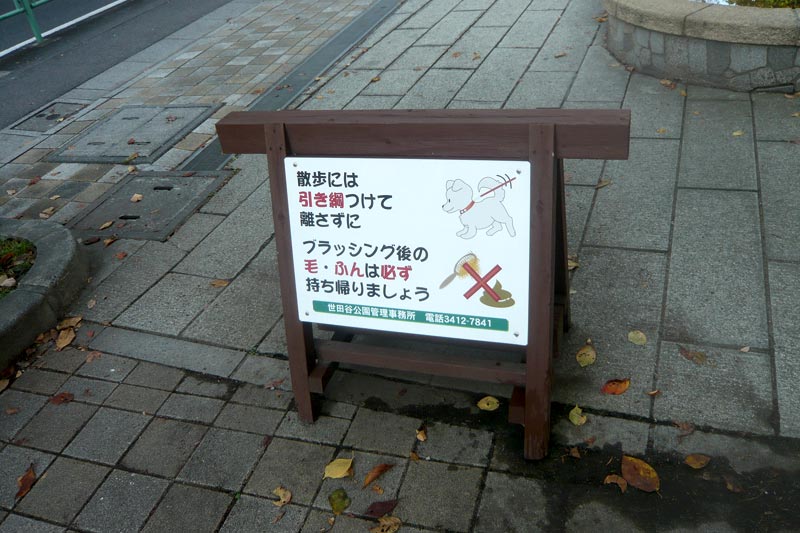 散歩には
引き綱つけて
離さずに
ブラッシング後の
毛・ふんは必ず
持ち帰りましょう
世田谷公園管理事務所 電話3412-7841